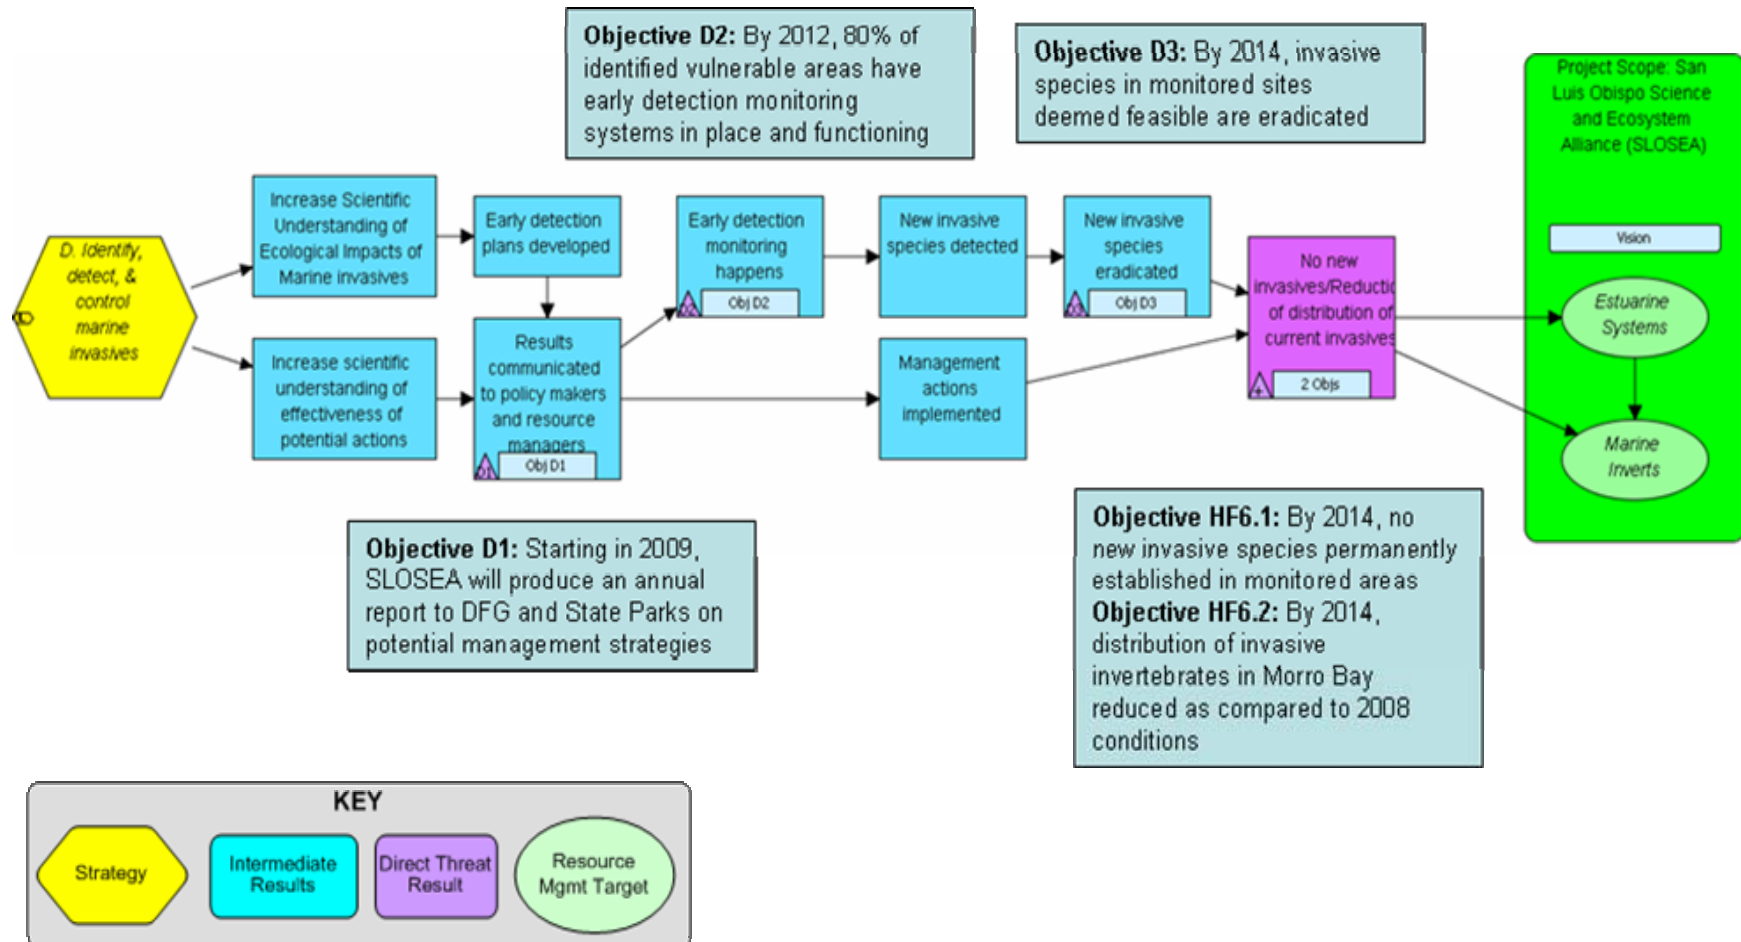 Objective D2: By 2012, 80% of
identified vulnerable areas have
early detection monitoring
systems in place and functioning
Objective D3: By 2014, invasive
species in monitored sites
deemed feasible are eradicated
Project Scope: San
Luis Obispo Science
and Ecosystem
Alliance (SLOSEA)
D. Identify,
detect, &
control
marine
invasives
Increase Scientific
Understanding of
Ecological Impacts of
Marine invasives
Early detection
plans developed
Early detection
monitoring
happens
D2
Obj D2
New invasive
species detected
New invasive
species
eradicated
D3
Obj D3
No new
invasives/Reductic
of distribution of
current invasives
+
2 Objs
Vision
Estuarine
Systems
Marine
Inverts
Increase scientific
understanding of
effectiveness of
potential actions
Results
communicated
to policy makers
and resource
managers
D1
Obj D1
Management
actions
implemented
Objective D1: Starting in 2009,
SLOSEA will produce an annual
report to DFG and State Parks on
potential management strategies
Objective HF6.1: By 2014, no
new invasive species permanently
established in monitored areas
Objective HF6.2: By 2014,
distribution of invasive
invertebrates in Morro Bay
reduced as compared to 2008
conditions
KEY
Strategy
Intermediate
Results
Direct Threat
Result
Resource
Mgmt Target